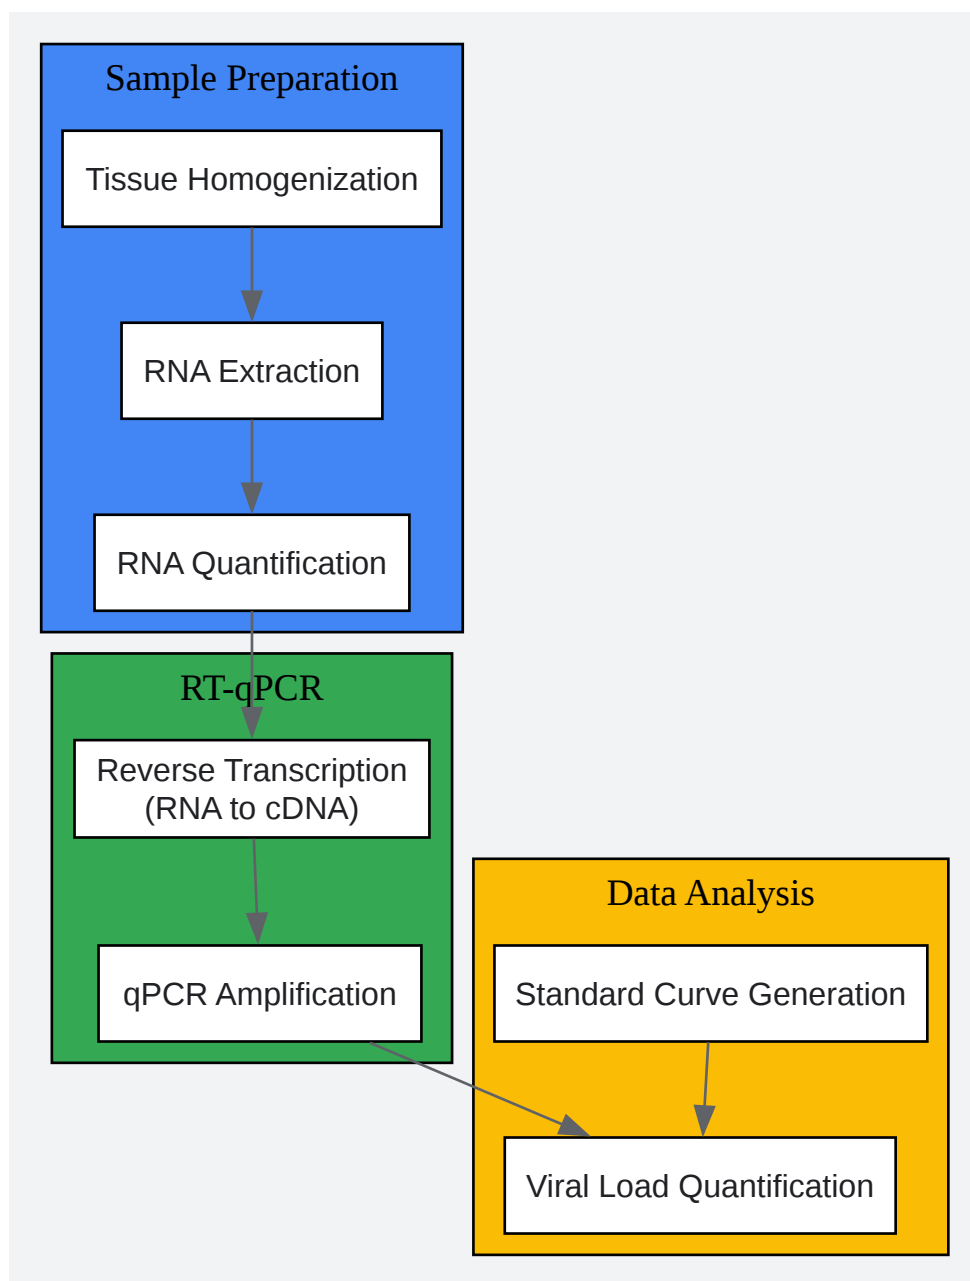 Sample Preparation
Tissue Homogenization
RNA Extraction
RNA Quantification
RT-qPCR
Reverse Transcription
(RNA to cDNA)
qPCR Amplification
Data Analysis
Standard Curve Generation
Viral Load Quantification